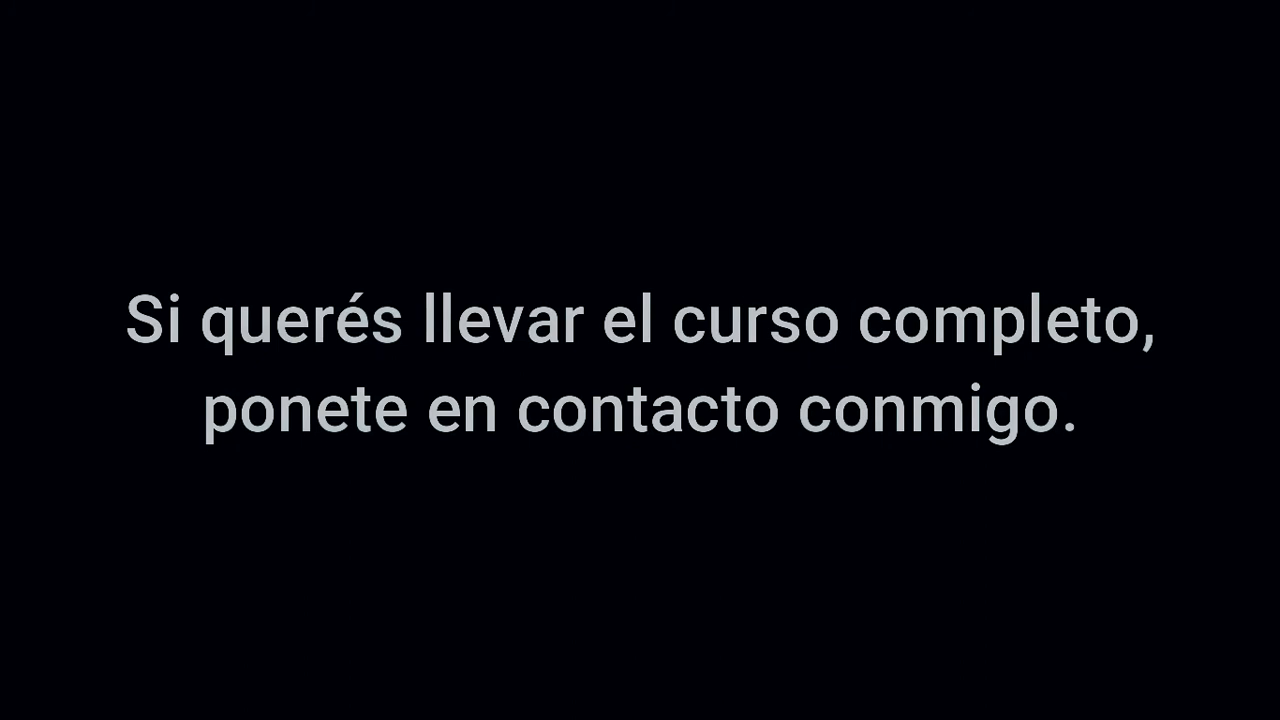 Si querés llevar el curso completo,
ponete en contacto conmigo.